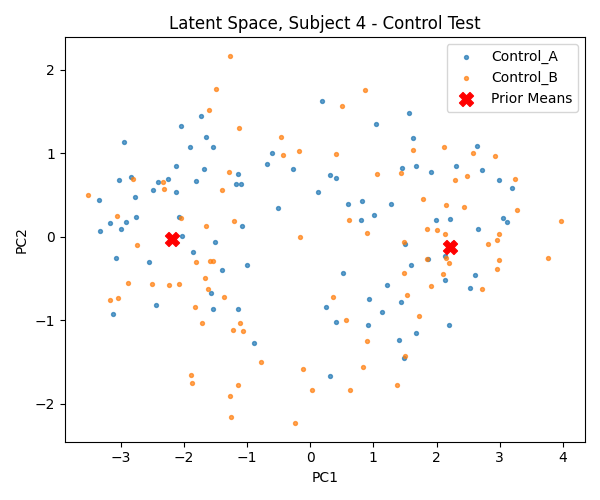 Latent Space, Subject 4 - Control Test
Control_A
Control_B
Prior Means
2
1
0
−1
−2
PC2
−3 −2 −1 0 1 2 3 4
PC1